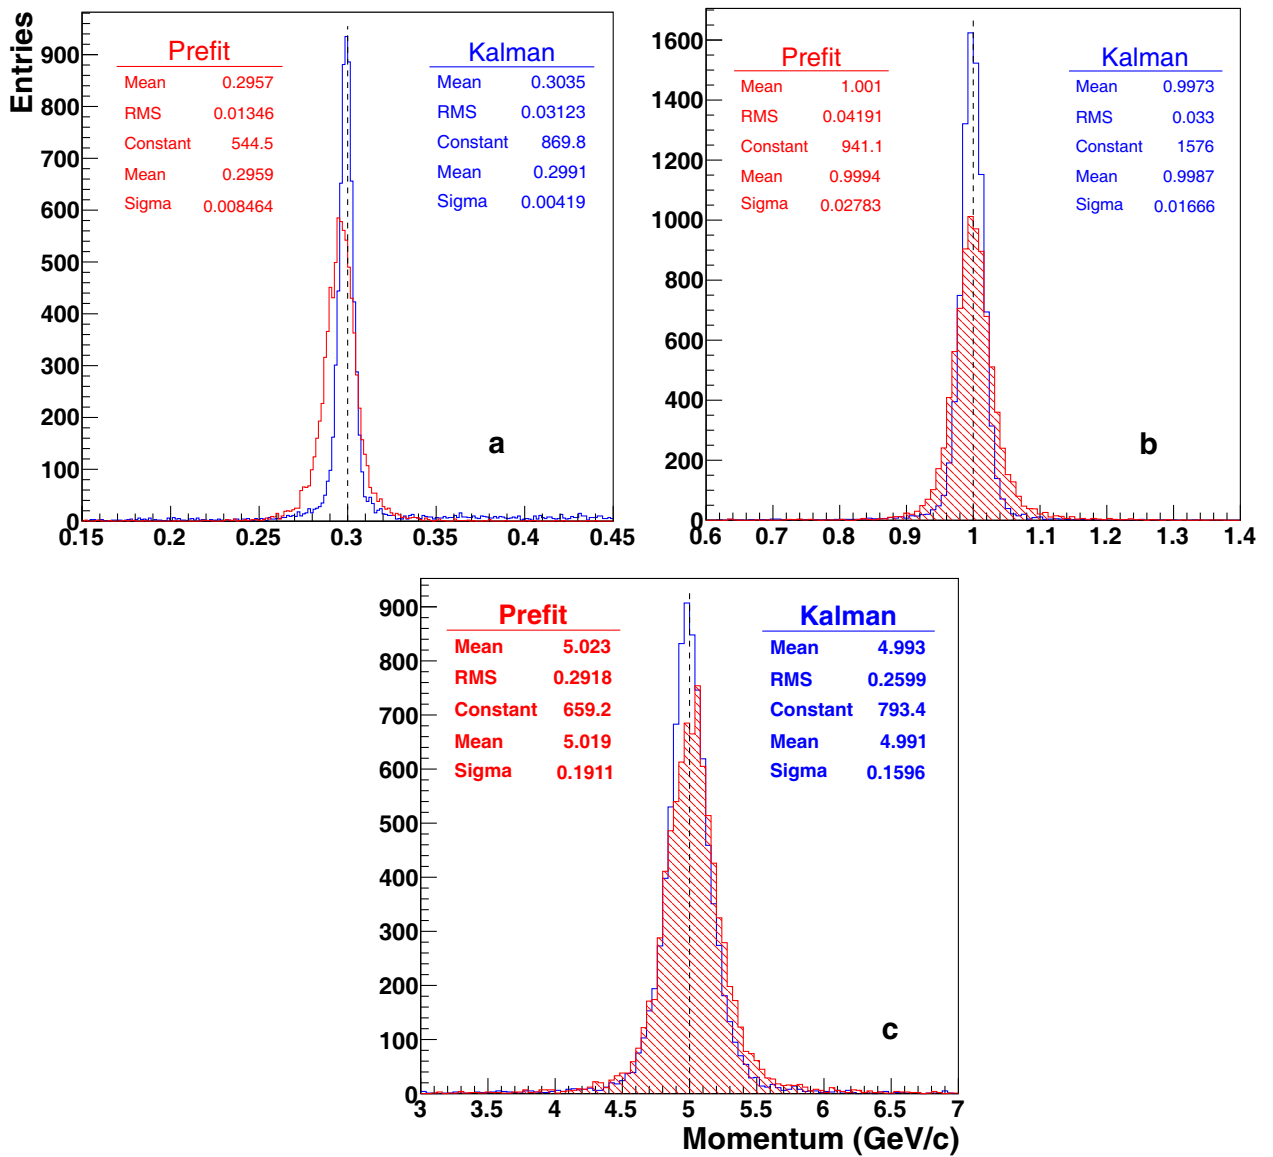 Entries
Prefit
Mean 0.2957
RMS 0.01346
Constant 544.5
Mean 0.2959
Sigma 0.008464
Kalman
Mean 0.3035
RMS 0.03123
Constant 869.8
Mean 0.2991
Sigma 0.00419
900
800
700
600
500
400
300
200
100
0
a
0.15 0.2 0.25 0.3 0.35 0.4 0.45
Prefit
Mean 1.001
RMS 0.04191
Constant 941.1
Mean 0.9994
Sigma 0.02783
Kalman
Mean 0.9973
RMS 0.033
Constant 1576
Mean 0.9987
Sigma 0.01666
1600
1400
1200
1000
800
600
400
200
0
b
0.6 0.7 0.8 0.9 1 1.1 1.2 1.3 1.4
Prefit
Mean 5.023
RMS 0.2918
Constant 659.2
Mean 5.019
Sigma 0.1911
Kalman
Mean 4.993
RMS 0.2599
Constant 793.4
Mean 4.991
Sigma 0.1596
900
800
700
600
500
400
300
200
100
0
c
3 3.5 4 4.5 5 5.5 6 6.5 7
Momentum (GeV/c)